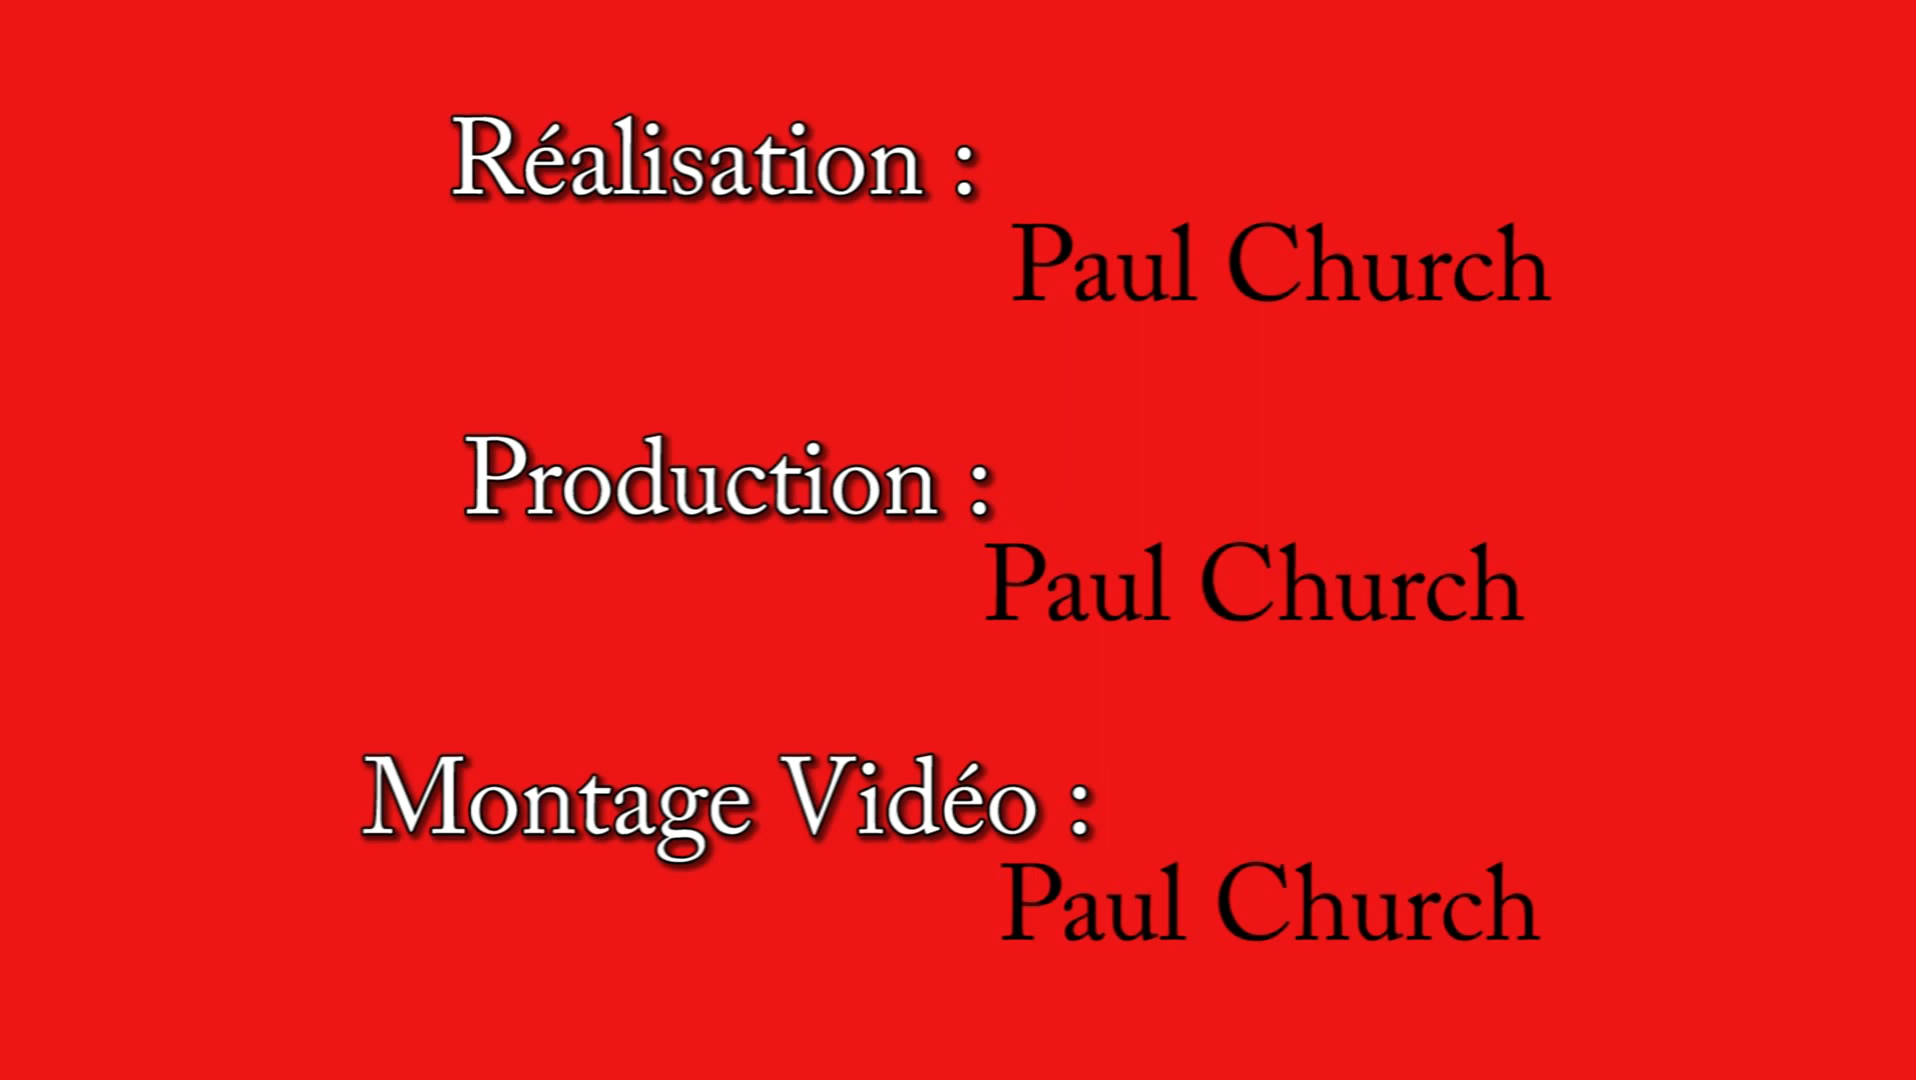 Réalisation :
Paul Church
Production :
Paul Church
Montage Vidéo :
Paul Church